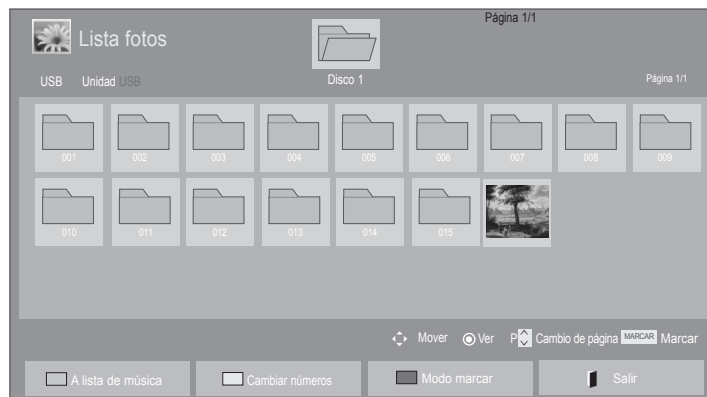 Página 1/1
Lista fotos
USB Unidad USB Disco 1 Página 1/1
001 002 003 004 005 006 007 008 009
010 011 012 013 014 015
Mover Ver P Cambio de página MARCAR Marcar
A lista de música Cambiar números Modo marcar Salir